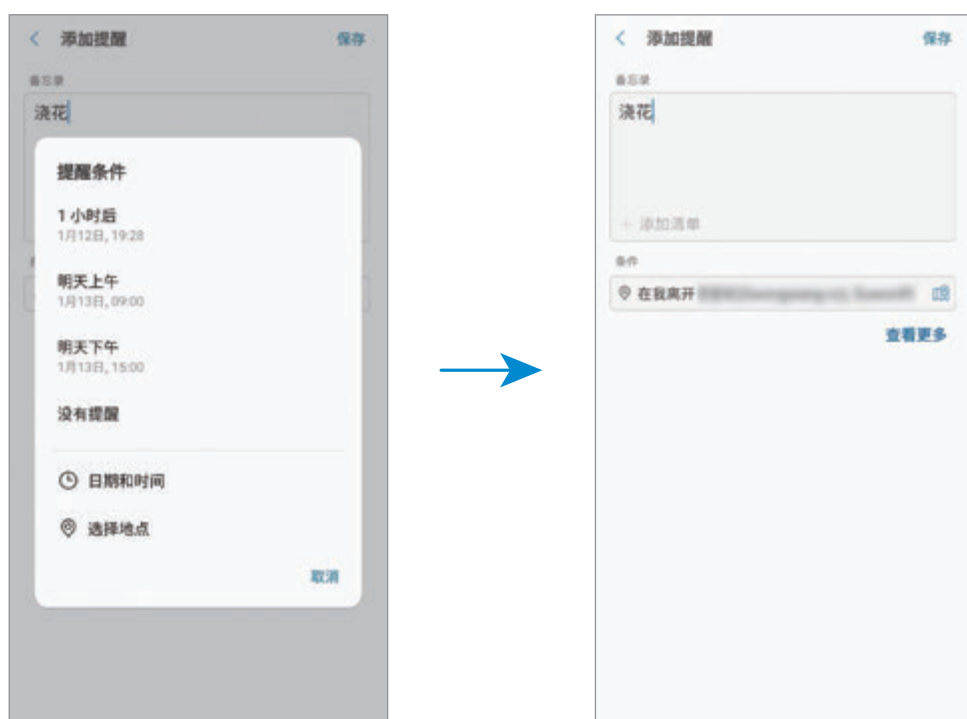 添加提醒
保存
备忘录
浇花
提醒条件
1 小时后
1月12日, 19:28
明天上午
1月13日, 09:00
明天下午
1月13日, 15:00
没有提醒
日期和时间
选择地点
取消
添加提醒
保存
备忘录
浇花
添加清单
条件
在我离开
查看更多